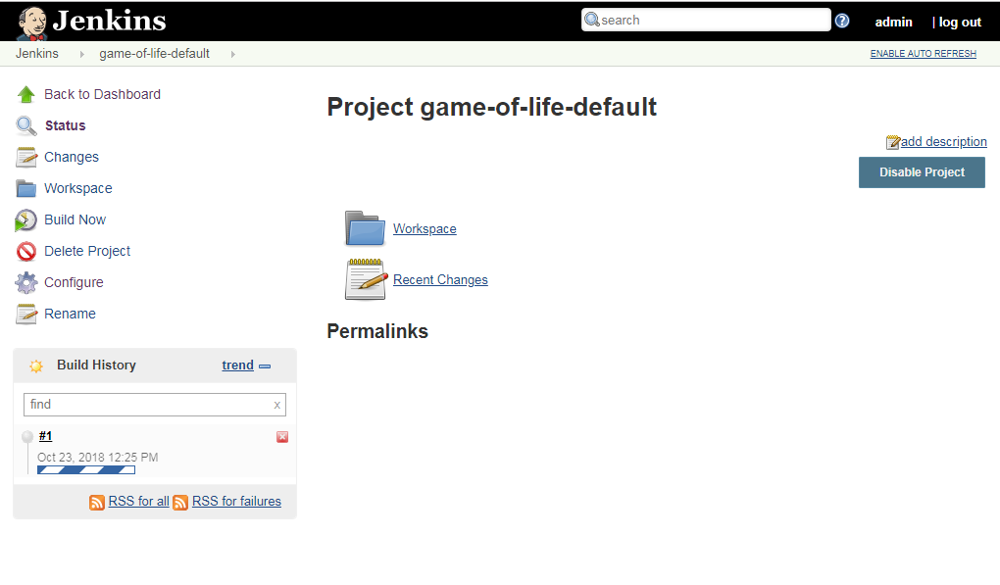 Jenkins
search
?
admin
| log out
Jenkins
game-of-life-default
ENABLE AUTO REFRESH
Back to Dashboard
Status
Changes
Workspace
Build Now
Delete Project
Configure
Rename
Project game-of-life-default
add description
Disable Project
Workspace
Recent Changes
Permalinks
Build History
trend
find
x
#1
Oct 23, 2018 12:25 PM
RSS for all
RSS for failures